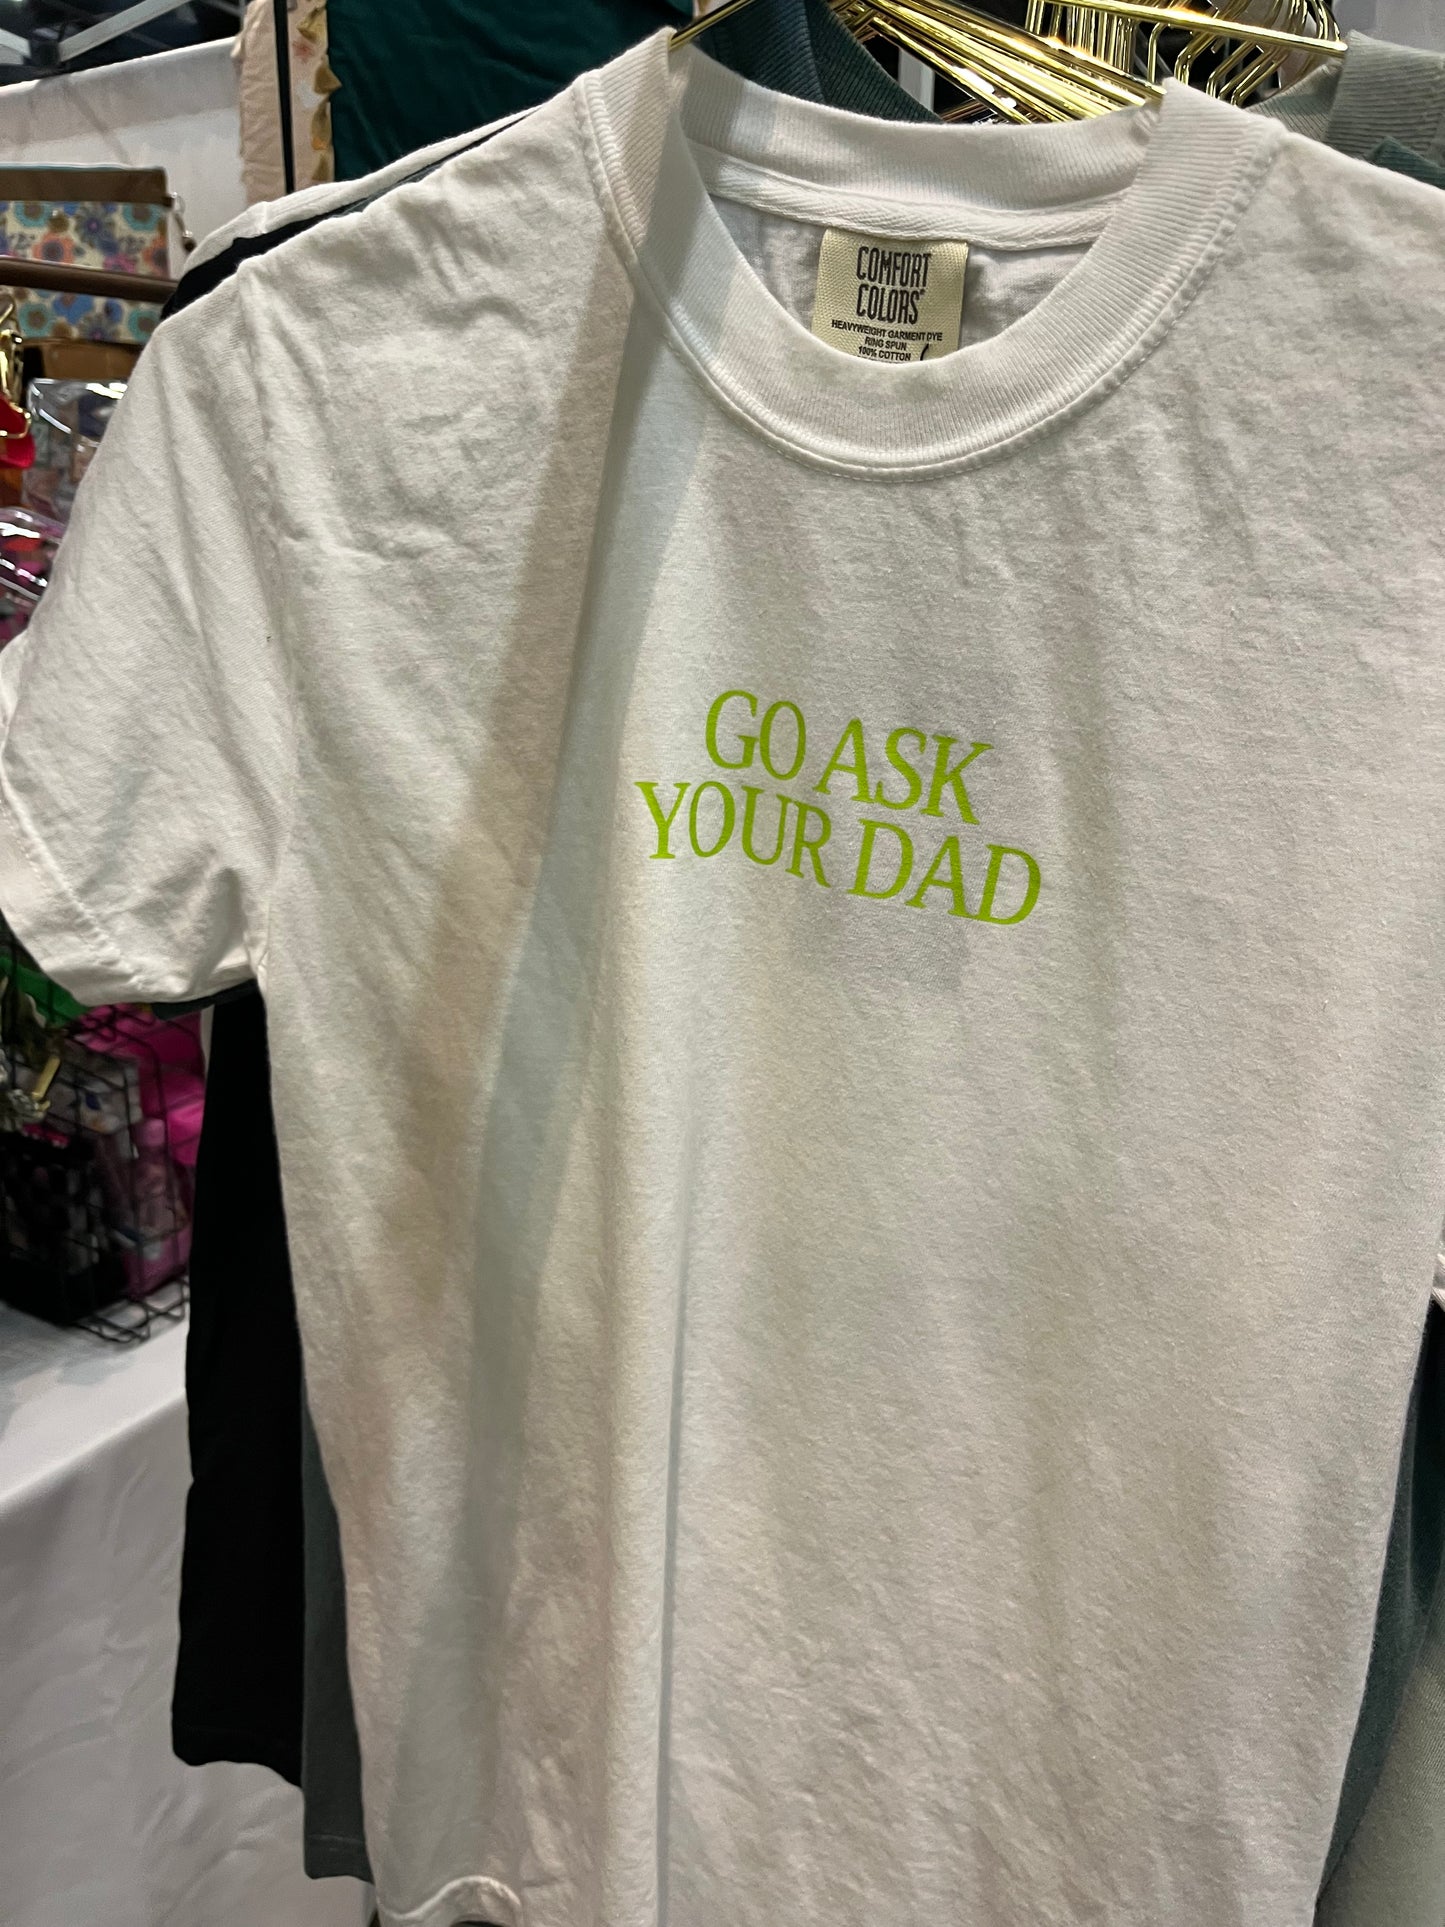 COMFORT
COLORS®
HEAVYWEIGHT GARMENT DYE
RING SPUN
100% COTTON
GO ASK
YOUR DAD